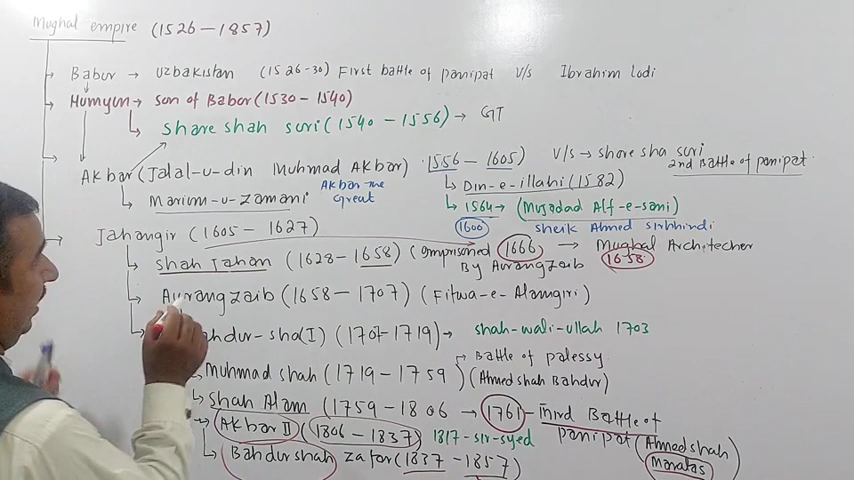 Mughal empire (1526-1857)
Babur → Uzbakistan (1526-30) First battle of panipat V/s Ibrahim lodi
Humyun → son of Babor (1530-1540)
Share shah suri (1540-1556) → GT
Akbar (Jalal-u-din Muhmad Akbar) (1556-1605) V/s → shore sha suri
2nd Battle of panipat.
Marium-u-zamani Akbar the Great Din-e-illahi (1582)
1564 → (Mujadad Alf-e-sani)
1600 sheik Ahmed sirhhindi
Jahangir (1605-1627)
shah Jahan (1628-1658) (omprisoned 1666 → Mughal Architecher
By Avrangzaib 1658.
Aurangzaib (1658-1707) (Fitwa-e-Alamgiri)
hdur-sha(I) (1707-1719) → shah-wali-ullah 1703
Battle of palessy
Muhmad shah (1719-1759) (Ahmed shah Bahdur)
shah Alam (1759-1806 → 1761 - Third Battle of
panipat (Ahmed shah
Maratas)
Akbar II (1806-1837) 1817-sir-syed
Bahdur shah zafar (1837-1857)